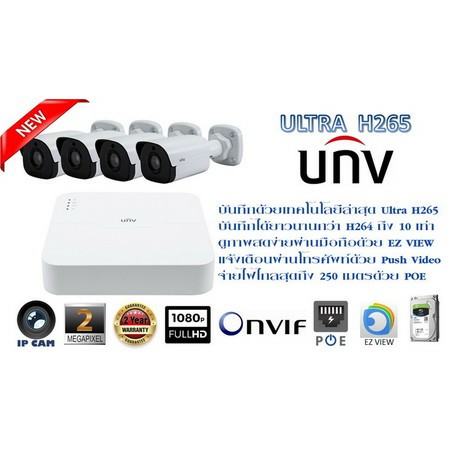 NEW
ULTRA H265
unv
unv
บันทึกด้วยเทคโนโลยีล่าสุด Ultra H265
บันทึกได้ยาวนานกว่า H264 ถึง 10 เท่า
ดูภาพสดง่ายผ่านมือถือด้วย EZ VIEW
แจ้งเตือนผ่านโทรศัพท์ด้วย Push Video
จ่ายไฟไกลสุดถึง 250 เมตรด้วย POE
IP CAM
2
MEGAPIXEL
WARRANTY
2 Year
WARRANTY
1080p
FULL HD
ONVIF
POE
EZ VIEW